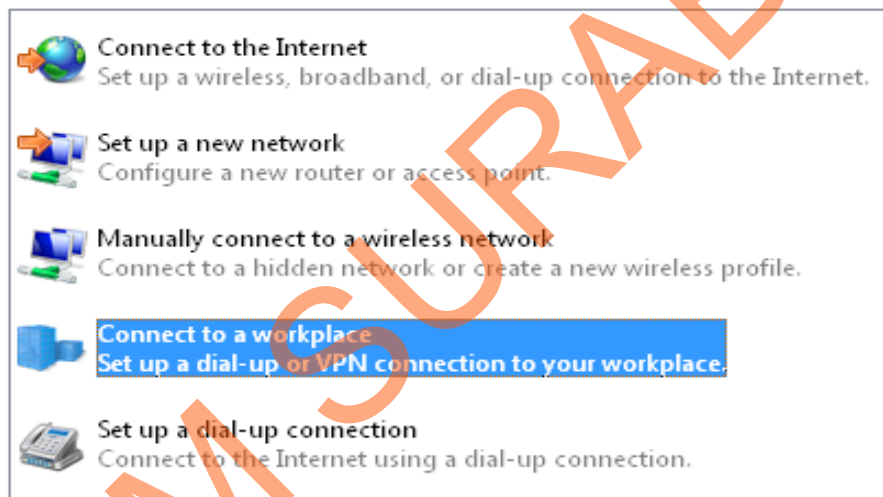 Connect to the Internet
Set up a wireless, broadband, or dial-up connection to the Internet.
Set up a new network
Configure a new router or access point.
Manually connect to a wireless network
Connect to a hidden network or create a new wireless profile.
Connect to a workplace
Set up a dial-up or VPN connection to your workplace.
Set up a dial-up connection
Connect to the Internet using a dial-up connection.